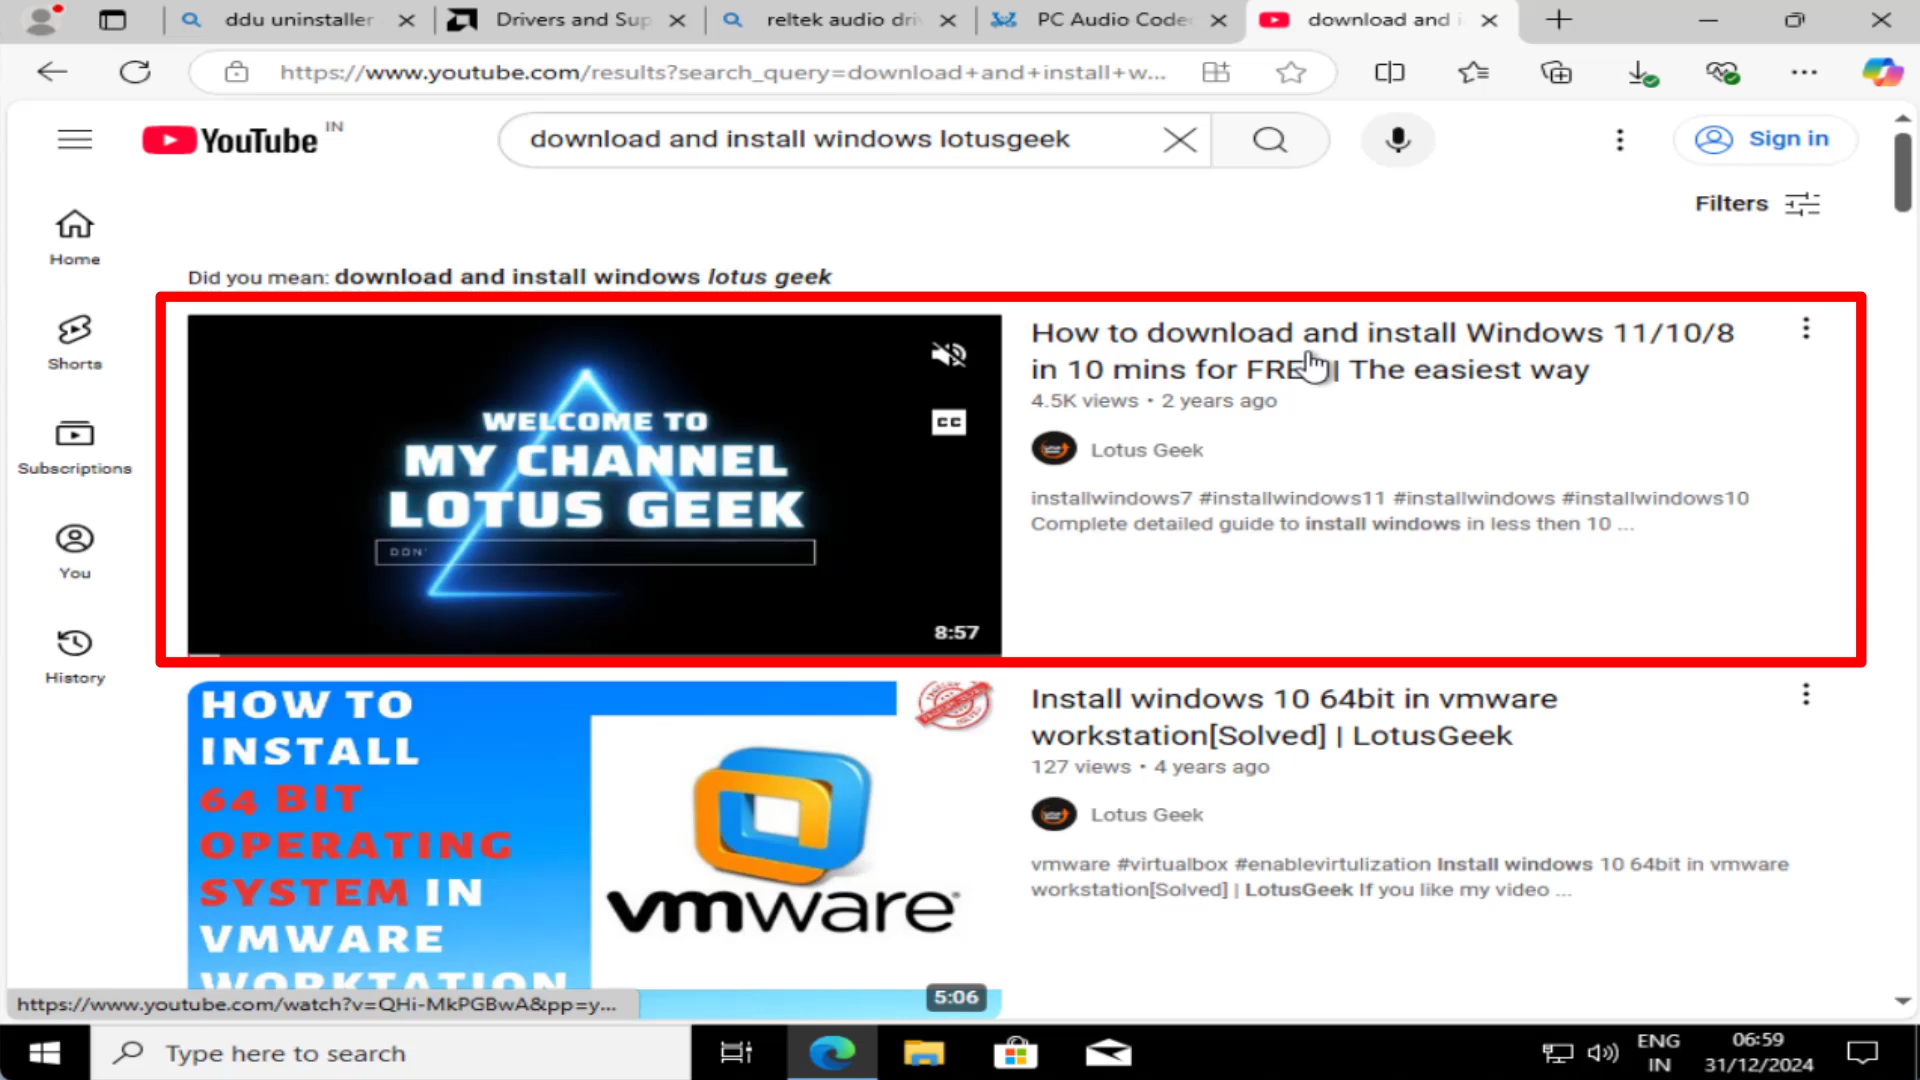 ddu uninstaller
Drivers and Sup
reltek audio dri
PC Audio Code
download and i
https://www.youtube.com/results?search_query=download+and+install+w...
YouTube IN
download and install windows lotusgeek
Sign in
Filters
Home
Shorts
Subscriptions
You
History
Did you mean: download and install windows lotus geek
WELCOME TO
MY CHANNEL
LOTUS GEEK
DON'
CC
8:57
How to download and install Windows 11/10/8
in 10 mins for FREE | The easiest way
4.5K views • 2 years ago
Lotus Geek
installwindows7 #installwindows11 #installwindows #installwindows10
Complete detailed guide to install windows in less then 10 ...
HOW TO
INSTALL
64 BIT
OPERATING
SYSTEM IN
VMWARE
WORKTATION
vmware
5:06
Install windows 10 64bit in vmware
workstation[Solved] | LotusGeek
127 views • 4 years ago
Lotus Geek
vmware #virtualbox #enablevirtulization Install windows 10 64bit in vmware
workstation[Solved] | LotusGeek If you like my video ...
https://www.youtube.com/watch?v=QHi-MkPGBwA&pp=y...
Type here to search
ENG
IN
06:59
31/12/2024